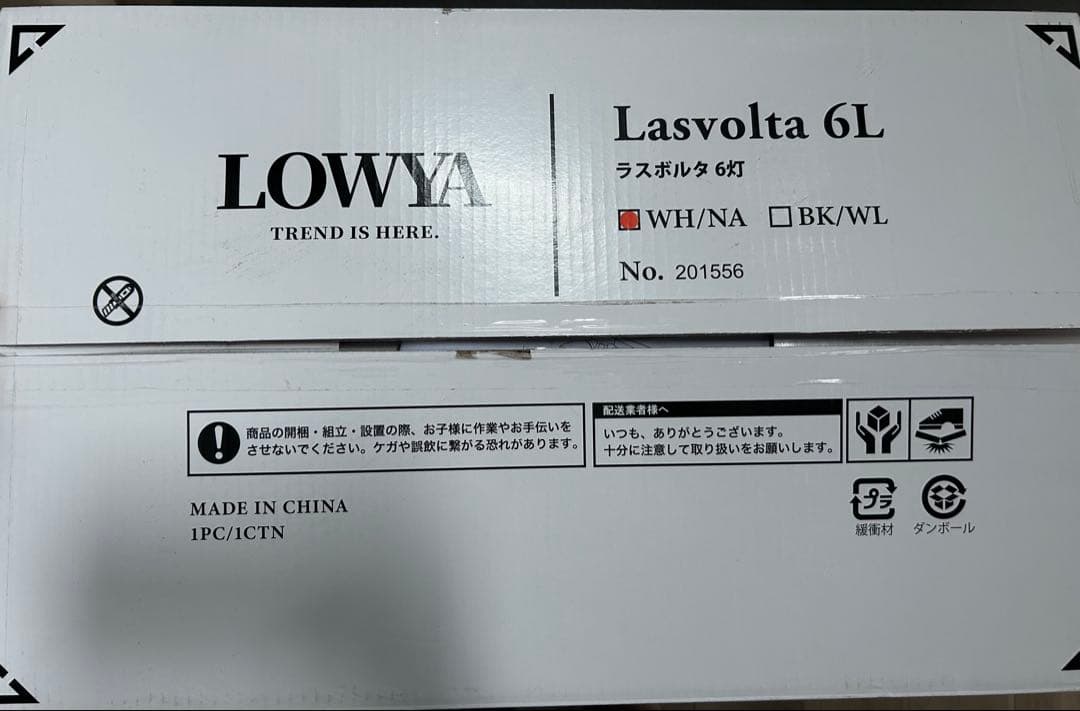 LOWYA
TREND IS HERE.
Lasvolta 6L
ラスボルタ 6灯
WH/NA BK/WL
No. 201556
商品の開梱・組立・設置の際、お子様に作業やお手伝いを
させないでください。ケガや誤飲に繋がる恐れがあります。
配送業者様へ
いつも、ありがとうございます。
十分に注意して取り扱いをお願いします。
MADE IN CHINA
1PC/1CTN
プラ
緩衝材
ダンボール